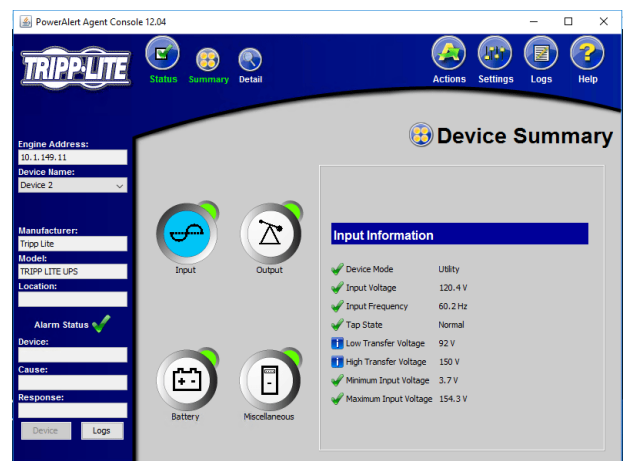 PowerAlert Agent Console 12.04
TRIPP·LITE
Status Summary Detail
Actions Settings Logs Help
Device Summary
Engine Address:
10.1.149.11
Device Name:
Device 2
Manufacturer:
Tripp Lite
Model:
TRIPP LITE UPS
Location:
Alarm Status
Device:
Cause:
Response:
Device Logs
Input Output
Battery Miscellaneous
Input Information
Device Mode Utility
Input Voltage 120.4 V
Input Frequency 60.2 Hz
Tap State Normal
Low Transfer Voltage 92 V
High Transfer Voltage 150 V
Minimum Input Voltage 3.7 V
Maximum Input Voltage 154.3 V